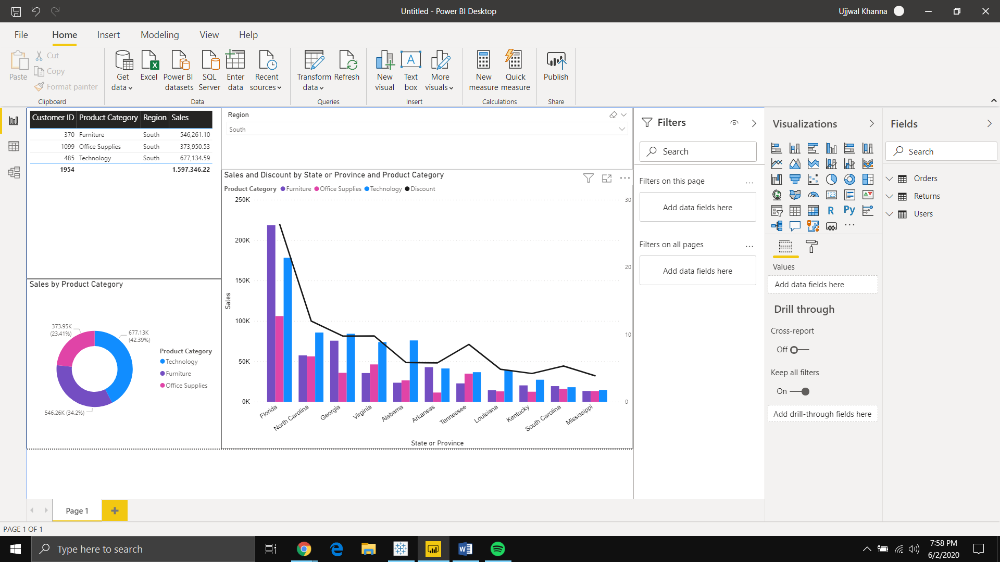 Untitled - Power BI Desktop
Ujjwal Khanna
File Home Insert Modeling View Help
Paste
Cut
Copy
Format painter
Clipboard
Get data
Excel
Power BI datasets
SQL Server
Enter data
Recent sources
Data
Transform data
Refresh
Queries
New visual
Text box
More visuals
Insert
New measure
Quick measure
Calculations
Publish
Share
Customer ID Product Category Region Sales
370 Furniture South 546,261.10
1099 Office Supplies South 373,950.53
485 Technology South 677,134.59
1954 1,597,346.22
Region
South
Sales and Discount by State or Province and Product Category
Product Category Furniture Office Supplies Technology Discount
250K
200K
150K
100K
50K
0K
30
20
10
0
Sales
Florida
North Carolina
Georgia
Virginia
Alabama
Arkansas
Tennessee
Louisiana
Kentucky
South Carolina
Mississippi
State or Province
Sales by Product Category
373.95K
(23.41%)
677.13K
(42.39%)
546.26K (34.2%)
Product Category
Technology
Furniture
Office Supplies
Filters
Search
Filters on this page
...
Add data fields here
Filters on all pages
...
Add data fields here
Visualizations
123
R
Py
...
Values
Add data fields here
Drill through
Cross-report
Off
Keep all filters
On
Add drill-through fields here
Fields
Search
Orders
Returns
Users
Page 1
PAGE 1 OF 1
Type here to search
7:58 PM
6/2/2020